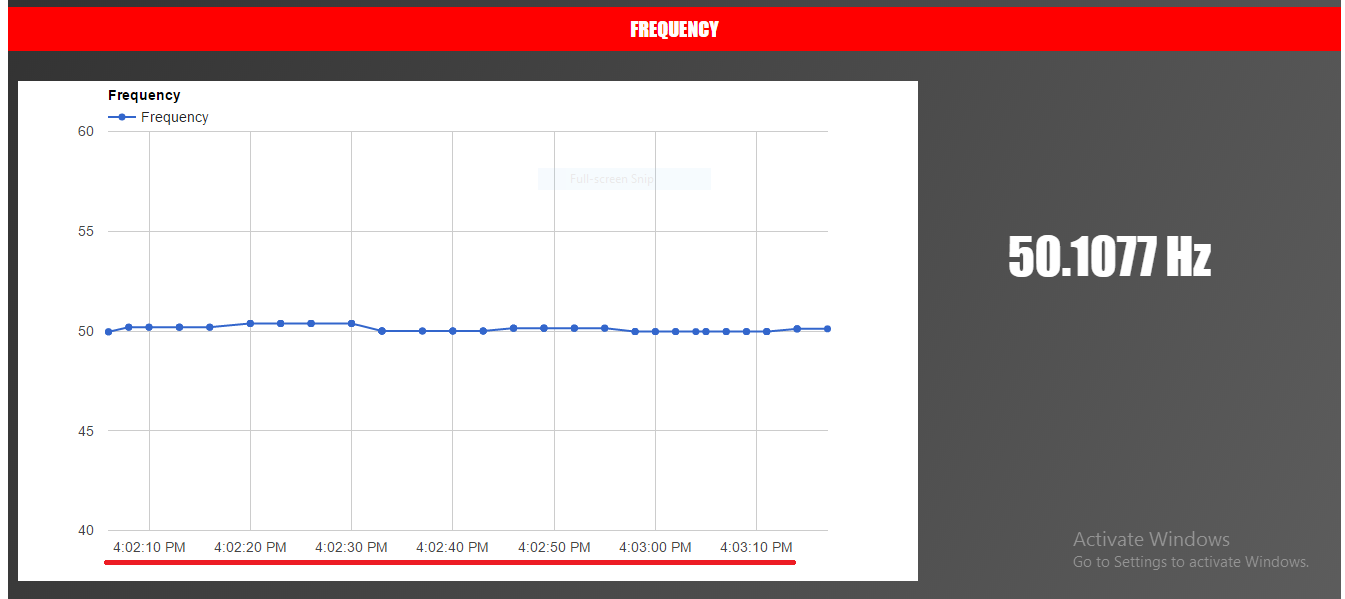 FREQUENCY
Frequency
Frequency
60
Full-screen Snip
55
50.1077 Hz
50
45
40
4:02:10 PM 4:02:20 PM 4:02:30 PM 4:02:40 PM 4:02:50 PM 4:03:00 PM 4:03:10 PM
Activate Windows
Go to Settings to activate Windows.